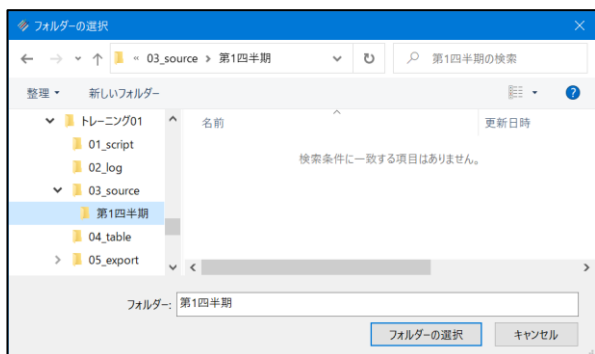 フォルダーの選択
« 03_source › 第1四半期
第1四半期の検索
整理
新しいフォルダー
トレーニング01
01_script
02_log
03_source
第1四半期
04_table
05_export
名前
更新日時
検索条件に一致する項目はありません。
フォルダー: 第1四半期
フォルダーの選択
キャンセル